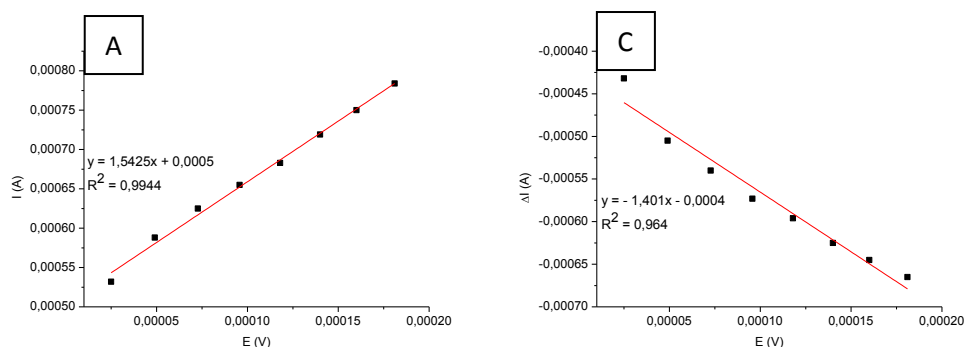 A
0,00080
0,00075
0,00070
0,00065
0,00060
0,00055
0,00050
I (A)
y = 1,5425x + 0,0005
R2 = 0,9944
0,00005
0,00010
0,00015
0,00020
E (V)
C
-0,00040
-0,00045
-0,00050
-0,00055
-0,00060
-0,00065
-0,00070
ΔI (A)
y = - 1,401x - 0,0004
R2 = 0,964
0,00005
0,00010
0,00015
0,00020
E (V)